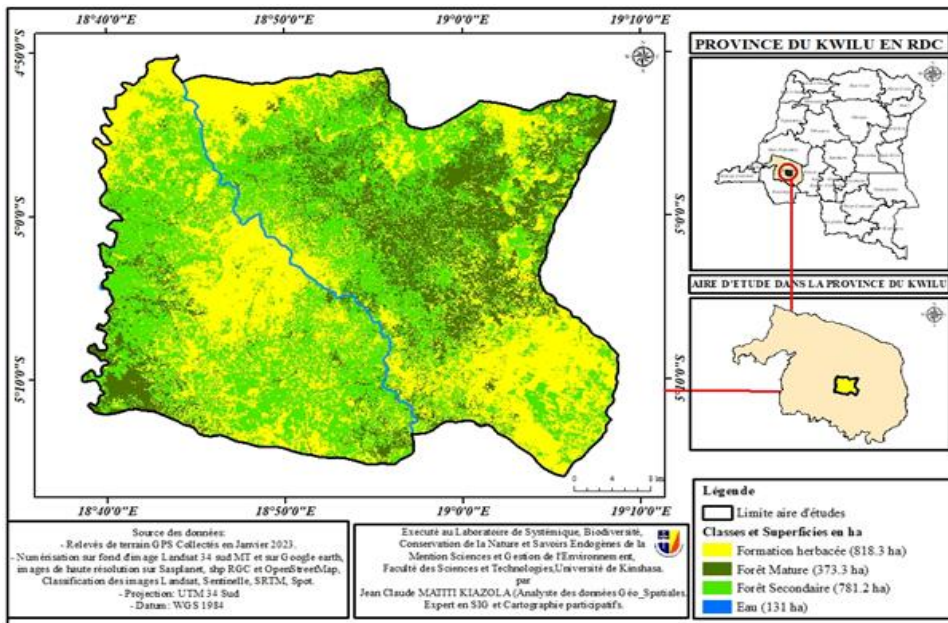 18°40'0"E
18°50'0"E
19°0'0"E
19°10'0"E
4°50'0"S
5°0'0"S
5°10'0"S
5°0'0"S
5°10'0"S
18°40'0"E
18°50'0"E
19°0'0"E
19°10'0"E
0
4
PROVINCE DU KWILU EN RDC
AIRE D'ETUDE DANS LA PROVINCE DU KWILU
Légende
Limite aire d'études
Classes et Superficies en ha
Formation herbacée (818.3 ha)
Forêt Mature (373.3 ha)
Forêt Secondaire (781.2 ha)
Eau (131 ha)
Source des données:
- Relevés de terrain GPS Collectés en Janvier 2023.
- Numérisation sur fond d'image Landsat 34 sud MT et sur Google earth,
images de haute résolution sur Sasplanet, shp RGC et OpenStreetMap,
Classification des images Landsat, Sentinelle, SRTM, Spot.
- Projection: UTM 34 Sud
- Datum: WGS 1984
Executé au Laboratoire de Systémique, Biodiversité,
Conservation de la Nature et Savoirs Endogènes de la
Mention Sciences et Gestion de l'Environnement,
Faculté des Sciences et Technologies,Université de Kinshasa.
par
Jean Claude MATITI KIAZOLA (Analyste des données Géo_Spatiales,
Expert en SIG et Cartographie participatifs.